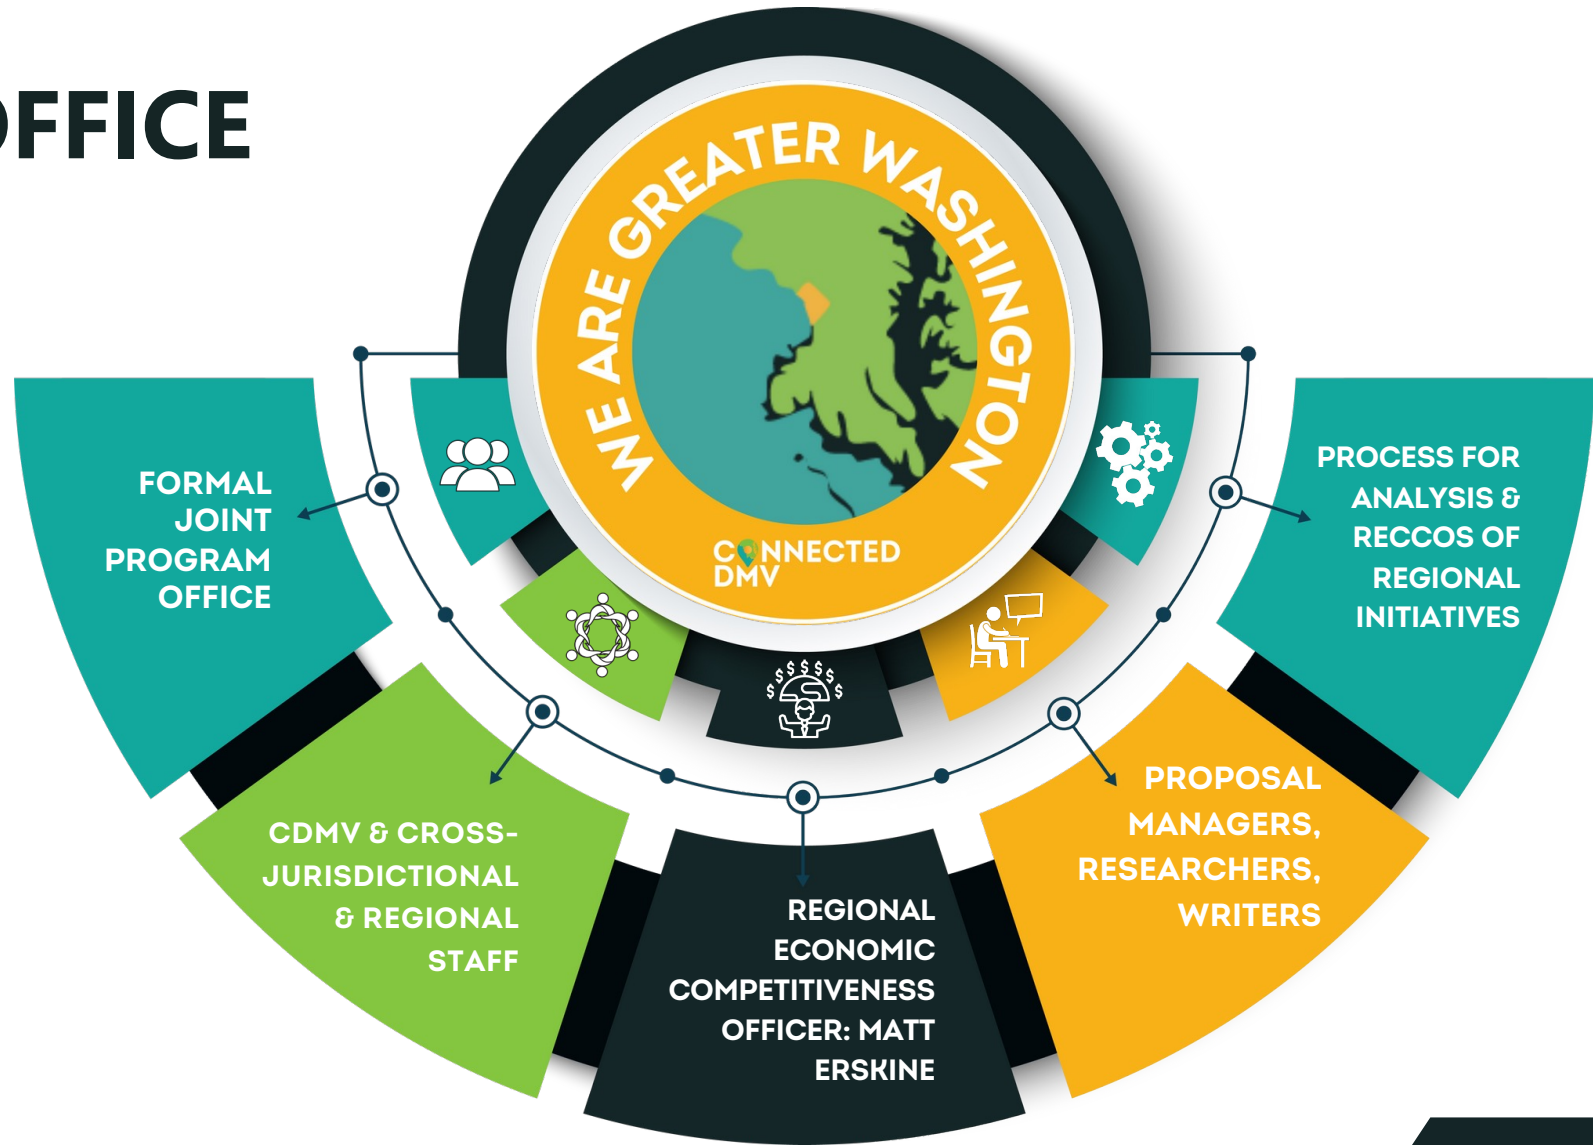 OFFICE
WE ARE GREATER WASHINGTON
CONNECTED
DMV
FORMAL
JOINT
PROGRAM
OFFICE
CDMV & CROSS-
JURISDICTIONAL
& REGIONAL
STAFF
REGIONAL
ECONOMIC
COMPETITIVENESS
OFFICER: MATT
ERSKINE
PROPOSAL
MANAGERS,
RESEARCHERS,
WRITERS
PROCESS FOR
ANALYSIS &
RECCOS OF
REGIONAL
INITIATIVES
$ $ $ $ $ $ $ $ $